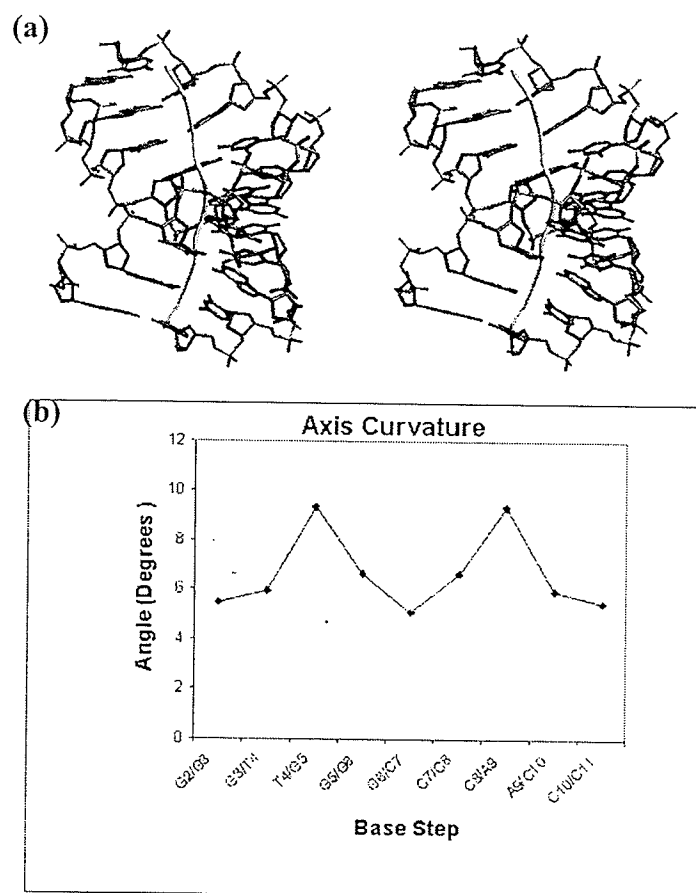 (a)
(b)
Axis Curvature
12
10
8
6
4
2
0
Angle (Degrees)
G2/G3
G3/T4
T4/G5
G5/G6
G6/C7
C7/C8
C8/A9
A9/C10
C10/C11
Base Step